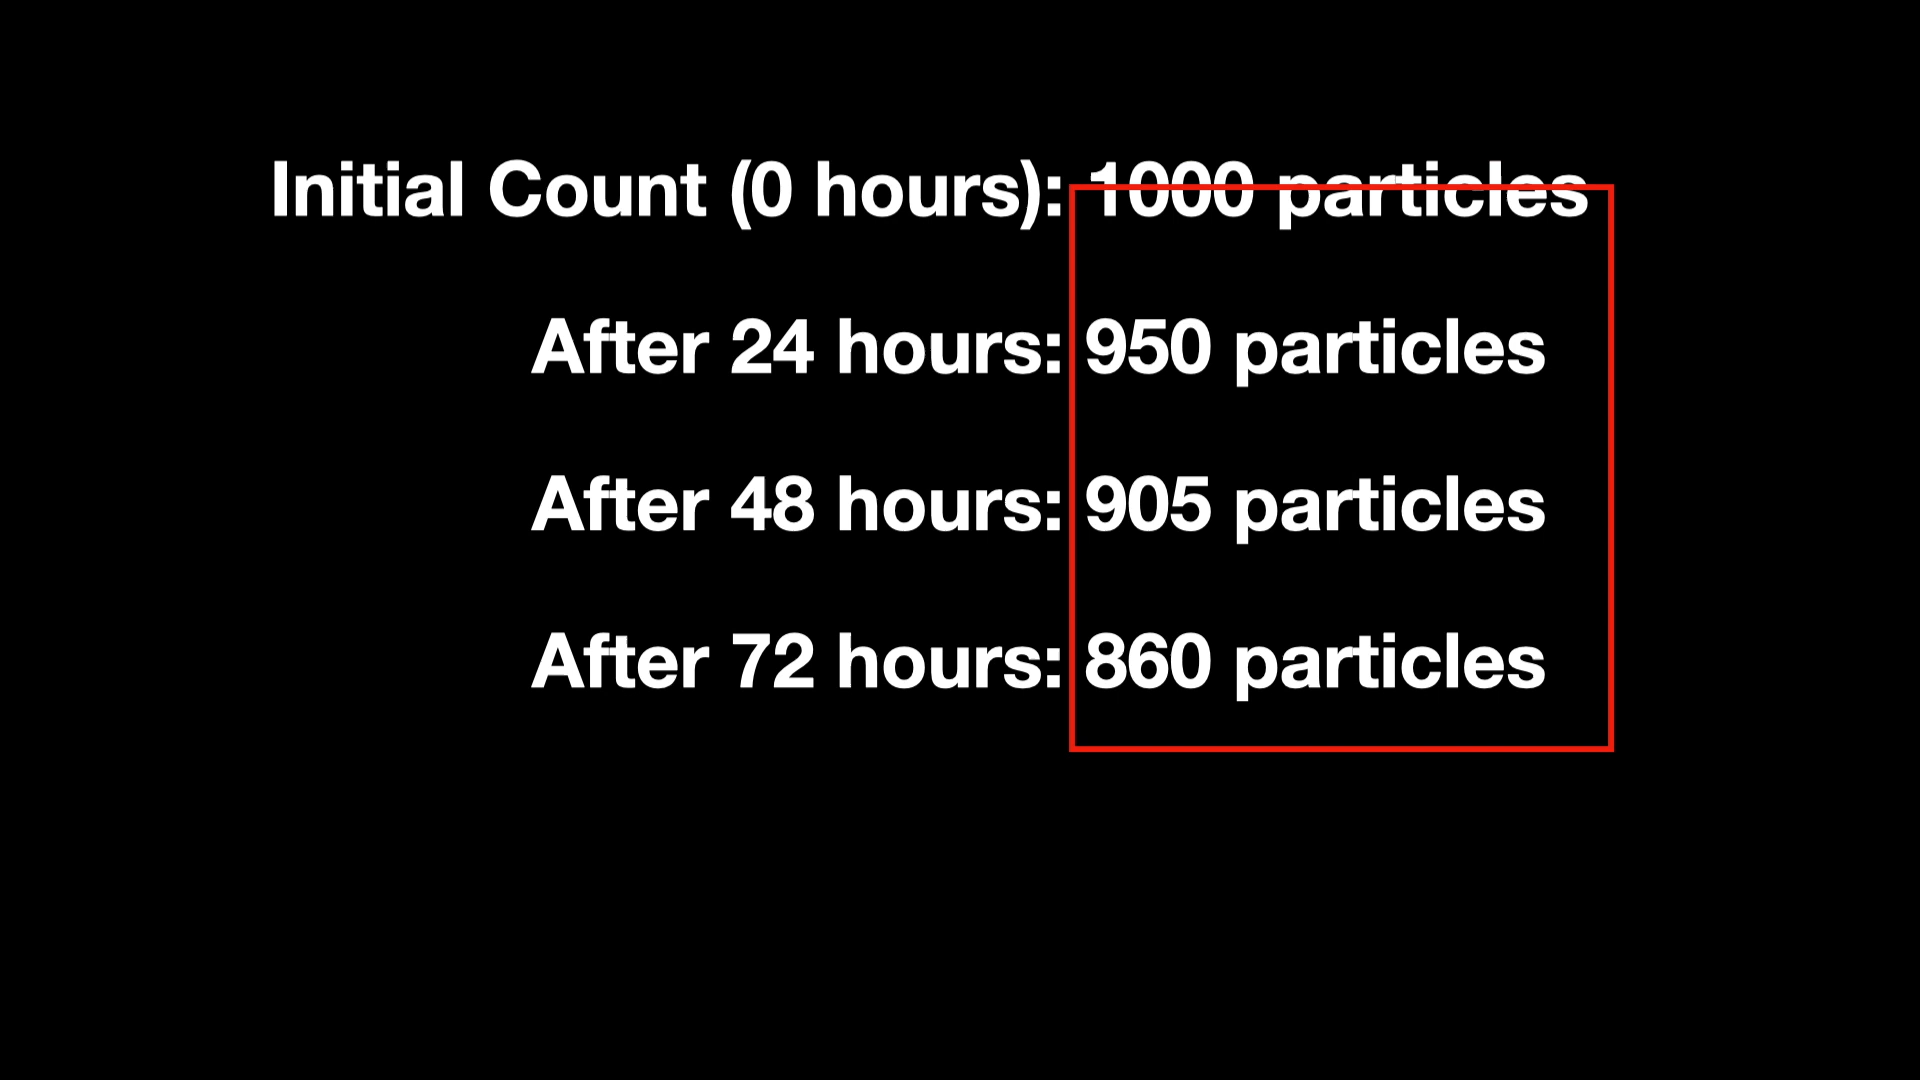 Initial Count (0 hours): 1000 particles
After 24 hours: 950 particles
After 48 hours: 905 particles
After 72 hours: 860 particles